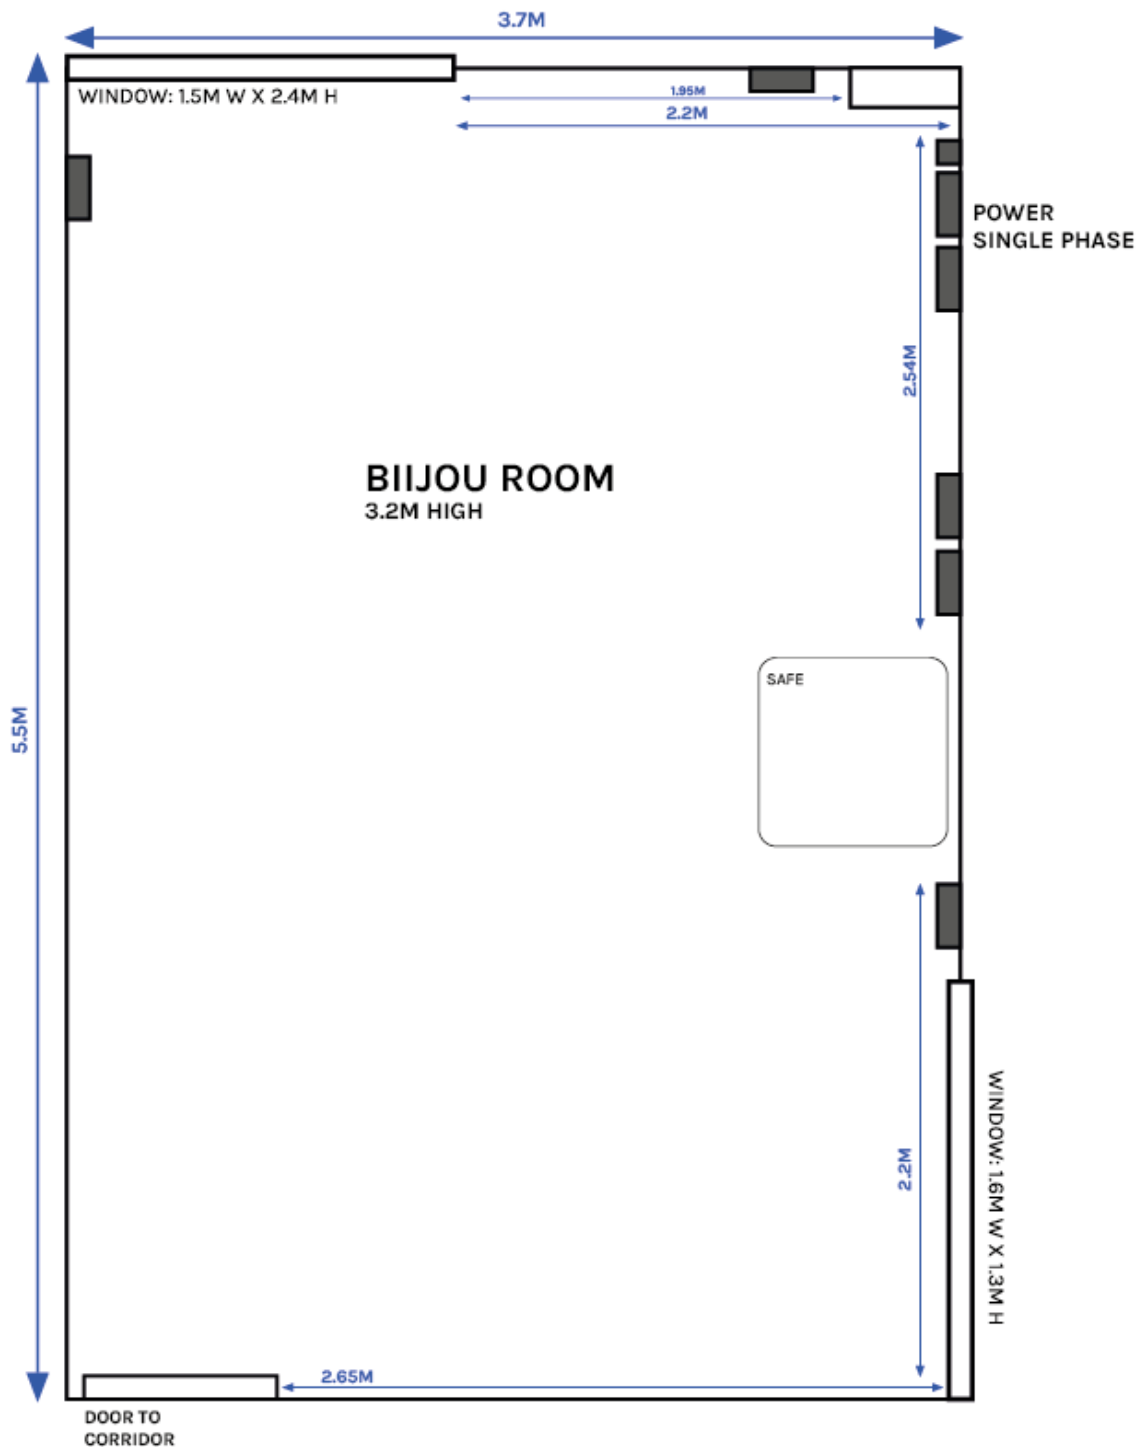 3.7M
WINDOW: 1.5M W X 2.4M H
1.95M
2.2M
POWER
SINGLE PHASE
2.54M
BIIJOU ROOM
3.2M HIGH
SAFE
5.5M
2.2M
WINDOW: 1.6M W X 1.3M H
2.65M
DOOR TO
CORRIDOR